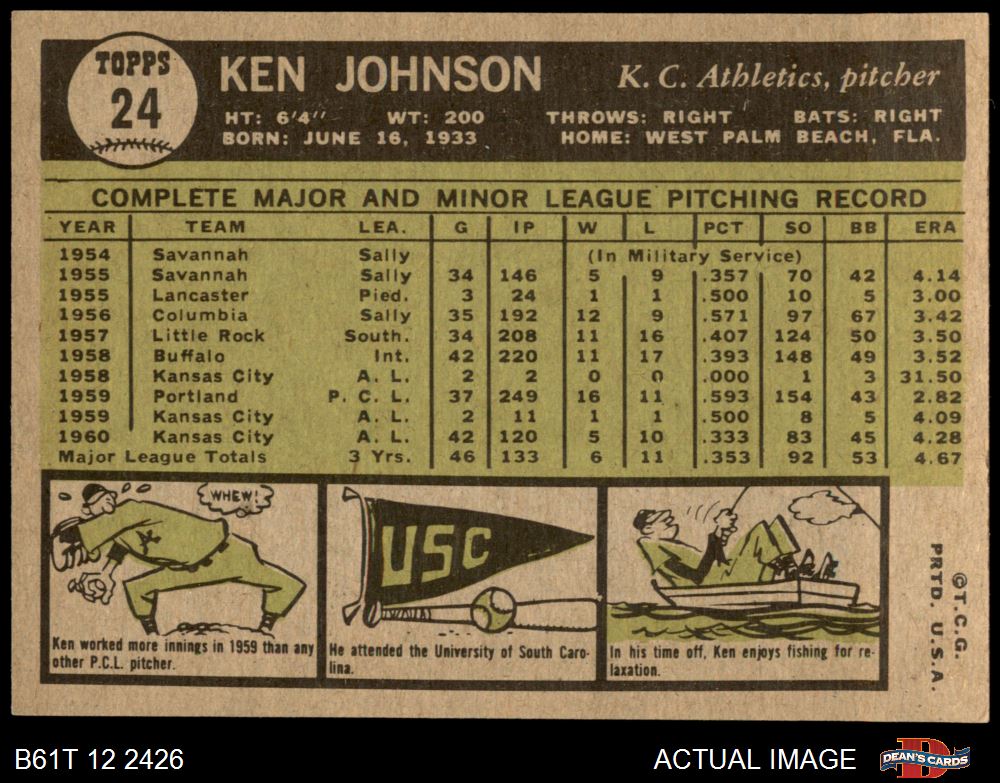 TOPPS
24
KEN JOHNSON
K. C. Athletics, pitcher
HT: 6'4" WT: 200 THROWS: RIGHT BATS: RIGHT
BORN: JUNE 16, 1933 HOME: WEST PALM BEACH, FLA.
COMPLETE MAJOR AND MINOR LEAGUE PITCHING RECORD
YEAR TEAM LEA. G IP W L PCT SO BB ERA
1954 Savannah Sally (In Military Service)
1955 Savannah Sally 34 146 5 9 .357 70 42 4.14
1955 Lancaster Pied. 3 24 1 1 .500 10 5 3.00
1956 Columbia Sally 35 192 12 9 .571 97 67 3.42
1957 Little Rock South. 34 208 11 16 .407 124 50 3.50
1958 Buffalo Int. 42 220 11 17 .393 148 49 3.52
1958 Kansas City A. L. 2 2 0 0 .000 1 3 31.50
1959 Portland P. C. L. 37 249 16 11 .593 154 43 2.82
1959 Kansas City A. L. 2 11 1 1 .500 8 5 4.09
1960 Kansas City A. L. 42 120 5 10 .333 83 45 4.28
Major League Totals 3 Yrs. 46 133 6 11 .353 92 53 4.67
WHEW!
Ken worked more innings in 1959 than any
other P.C.L. pitcher.
USC
He attended the University of South Caro-
lina.
In his time off, Ken enjoys fishing for re-
laxation.
©T.C.G.
PRTD. U.S.A.
B61T 12 2426
ACTUAL IMAGE
DEAN'S CARDS